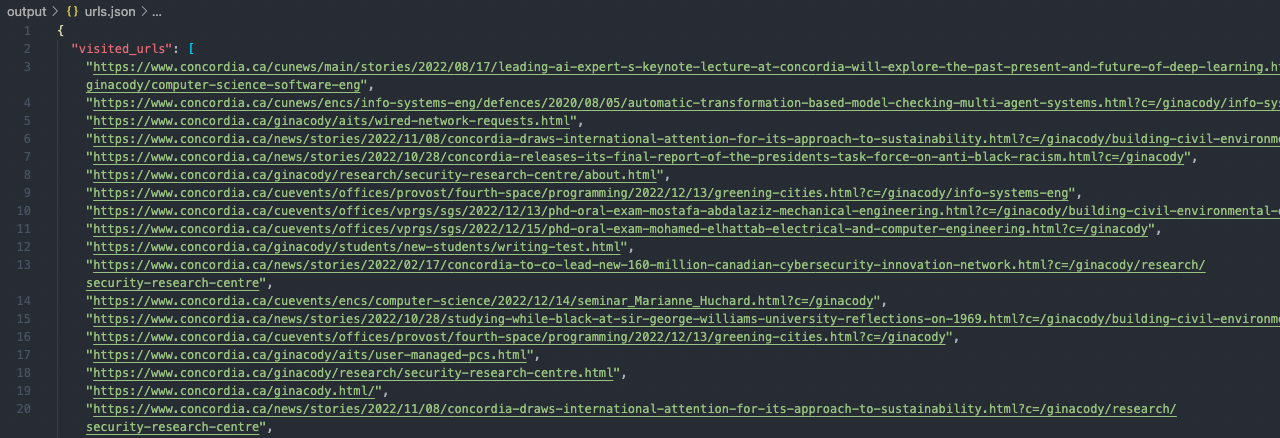 output > {} urls.json > ...
1 {
2 "visited_urls": [
3 "https://www.concordia.ca/cunews/main/stories/2022/08/17/leading-ai-expert-s-keynote-lecture-at-concordia-will-explore-the-past-present-and-future-of-deep-learning.h
ginacody/computer-science-software-eng",
4 "https://www.concordia.ca/cunews/encs/info-systems-eng/defences/2020/08/05/automatic-transformation-based-model-checking-multi-agent-systems.html?c=/ginacody/info-sys
5 "https://www.concordia.ca/ginacody/aits/wired-network-requests.html",
6 "https://www.concordia.ca/news/stories/2022/11/08/concordia-draws-international-attention-for-its-approach-to-sustainability.html?c=/ginacody/building-civil-environme
7 "https://www.concordia.ca/news/stories/2022/10/28/concordia-releases-its-final-report-of-the-presidents-task-force-on-anti-black-racism.html?c=/ginacody",
8 "https://www.concordia.ca/ginacody/research/security-research-centre/about.html",
9 "https://www.concordia.ca/cuevents/offices/provost/fourth-space/programming/2022/12/13/greening-cities.html?c=/ginacody/info-systems-eng",
10 "https://www.concordia.ca/cuevents/offices/vprgs/sgs/2022/12/13/phd-oral-exam-mostafa-abdalaziz-mechanical-engineering.html?c=/ginacody/building-civil-environmental-
11 "https://www.concordia.ca/cuevents/offices/vprgs/sgs/2022/12/15/phd-oral-exam-mohamed-elhattab-electrical-and-computer-engineering.html?c=/ginacody",
12 "https://www.concordia.ca/ginacody/students/new-students/writing-test.html",
13 "https://www.concordia.ca/news/stories/2022/02/17/concordia-to-co-lead-new-160-million-canadian-cybersecurity-innovation-network.html?c=/ginacody/research/
security-research-centre",
14 "https://www.concordia.ca/cuevents/encs/computer-science/2022/12/14/seminar_Marianne_Huchard.html?c=/ginacody",
15 "https://www.concordia.ca/news/stories/2022/10/28/studying-while-black-at-sir-george-williams-university-reflections-on-1969.html?c=/ginacody/building-civil-environme
16 "https://www.concordia.ca/cuevents/offices/provost/fourth-space/programming/2022/12/13/greening-cities.html?c=/ginacody",
17 "https://www.concordia.ca/ginacody/aits/user-managed-pcs.html",
18 "https://www.concordia.ca/ginacody/research/security-research-centre.html",
19 "https://www.concordia.ca/ginacody.html/",
20 "https://www.concordia.ca/news/stories/2022/11/08/concordia-draws-international-attention-for-its-approach-to-sustainability.html?c=/ginacody/research/
security-research-centre",